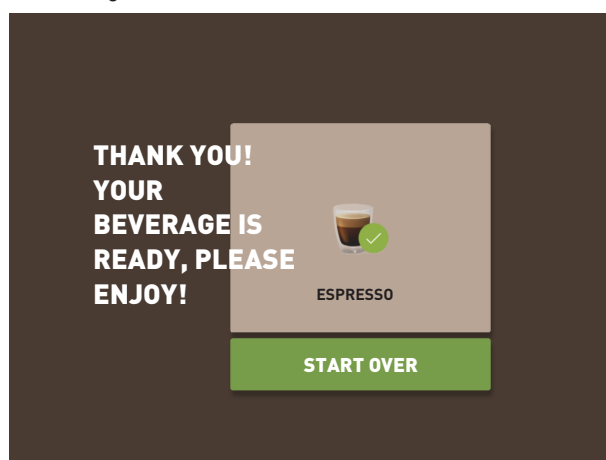 THANK YOU!
YOUR
BEVERAGE IS
READY, PLEASE
ENJOY!
ESPRESSO
START OVER